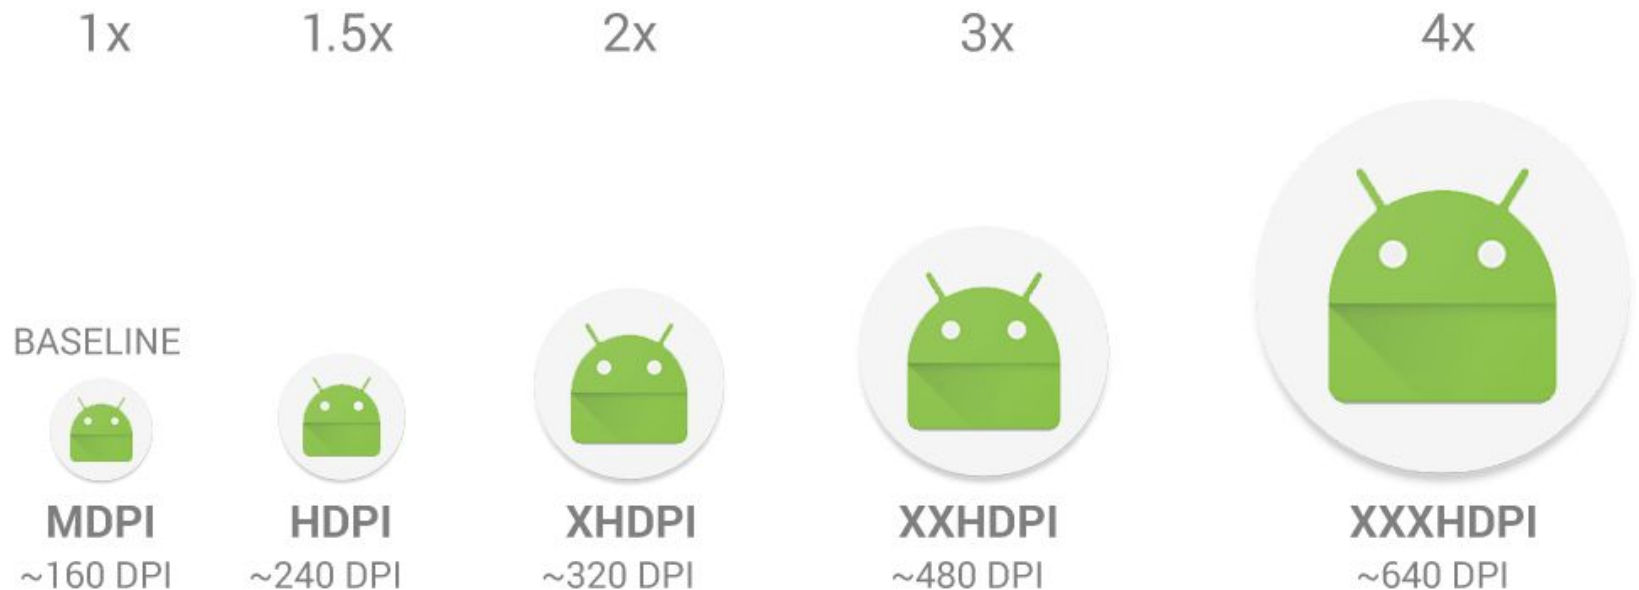 1x 1.5x 2x 3x 4x
BASELINE
MDPI HDPI XHDPI XXHDPI XXXHDPI
~160 DPI ~240 DPI ~320 DPI ~480 DPI ~640 DPI